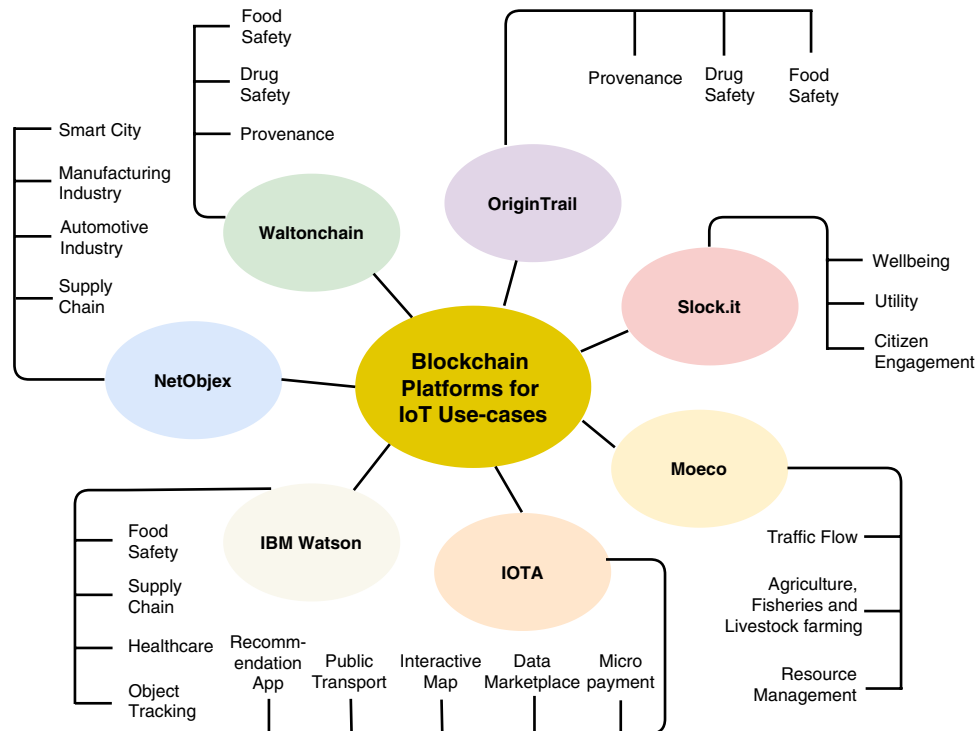 Food
Safety
Drug
Safety
Provenance
Waltonchain
Provenance
Drug
Safety
Food
Safety
OriginTrail
Smart City
Manufacturing
Industry
Automotive
Industry
Supply
Chain
NetObjex
Wellbeing
Utility
Citizen
Engagement
Slock.it
Blockchain
Platforms for
IoT Use-cases
Moeco
Traffic Flow
Agriculture,
Fisheries and
Livestock farming
Resource
Management
IBM Watson
Food
Safety
Supply
Chain
Healthcare
Object
Tracking
IOTA
Recomm-
endation
App
Public
Transport
Interactive
Map
Data
Marketplace
Micro
payment